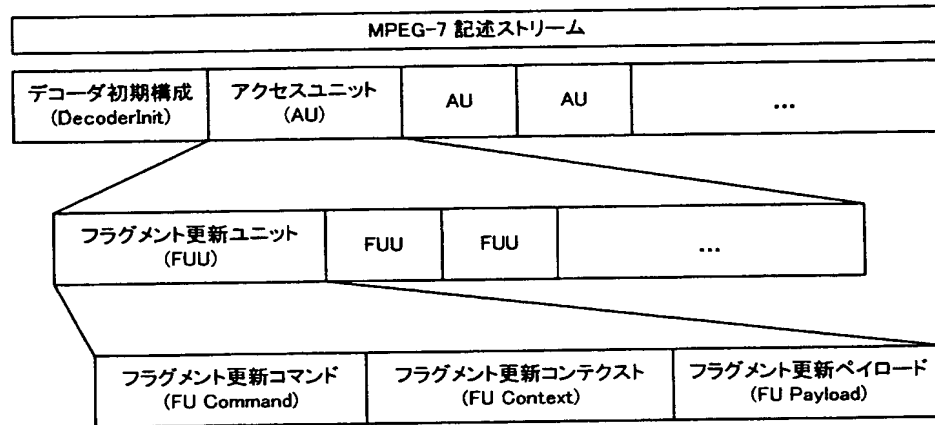 MPEG-7 記述ストリーム
デコーダ初期構成
(DecoderInit)
アクセスユニット
(AU)
AU
AU
...
フラグメント更新ユニット
(FUU)
FUU
FUU
...
フラグメント更新コマンド
(FU Command)
フラグメント更新コンテクスト
(FU Context)
フラグメント更新ペイロード
(FU Payload)